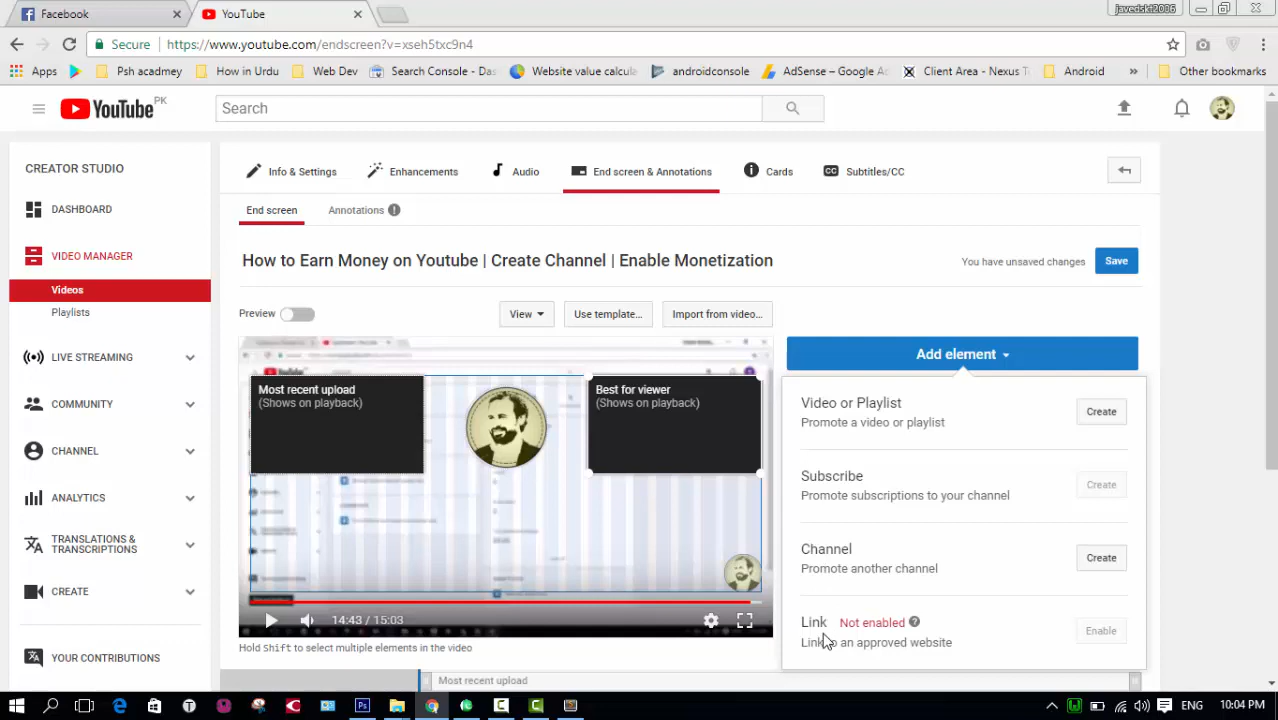 Facebook
YouTube
javedskf2006
Secure
https://www.youtube.com/endscreen?v=xseh5txc9n4
Apps
Psh acadmey
How in Urdu
Web Dev
Search Console - Das
Website value calcula
androidconsole
AdSense – Google Ad
Client Area - Nexus T
Android
»
Other bookmarks
YouTube PK
Search
CREATOR STUDIO
Info & Settings
Enhancements
Audio
End screen & Annotations
Cards
CC
Subtitles/CC
DASHBOARD
End screen
Annotations
VIDEO MANAGER
How to Earn Money on Youtube | Create Channel | Enable Monetization
You have unsaved changes
Save
Videos
Playlists
Preview
View
Use template...
Import from video...
LIVE STREAMING
Add element
Most recent upload
(Shows on playback)
Best for viewer
(Shows on playback)
COMMUNITY
Video or Playlist
Promote a video or playlist
Create
CHANNEL
Subscribe
Promote subscriptions to your channel
Create
ANALYTICS
TRANSLATIONS &
TRANSCRIPTIONS
Channel
Promote another channel
Create
CREATE
14:43 / 15:03
Link
Not enabled
Link to an approved website
Enable
Hold Shift to select multiple elements in the video
YOUR CONTRIBUTIONS
Most recent upload
Ps
ENG
10:04 PM